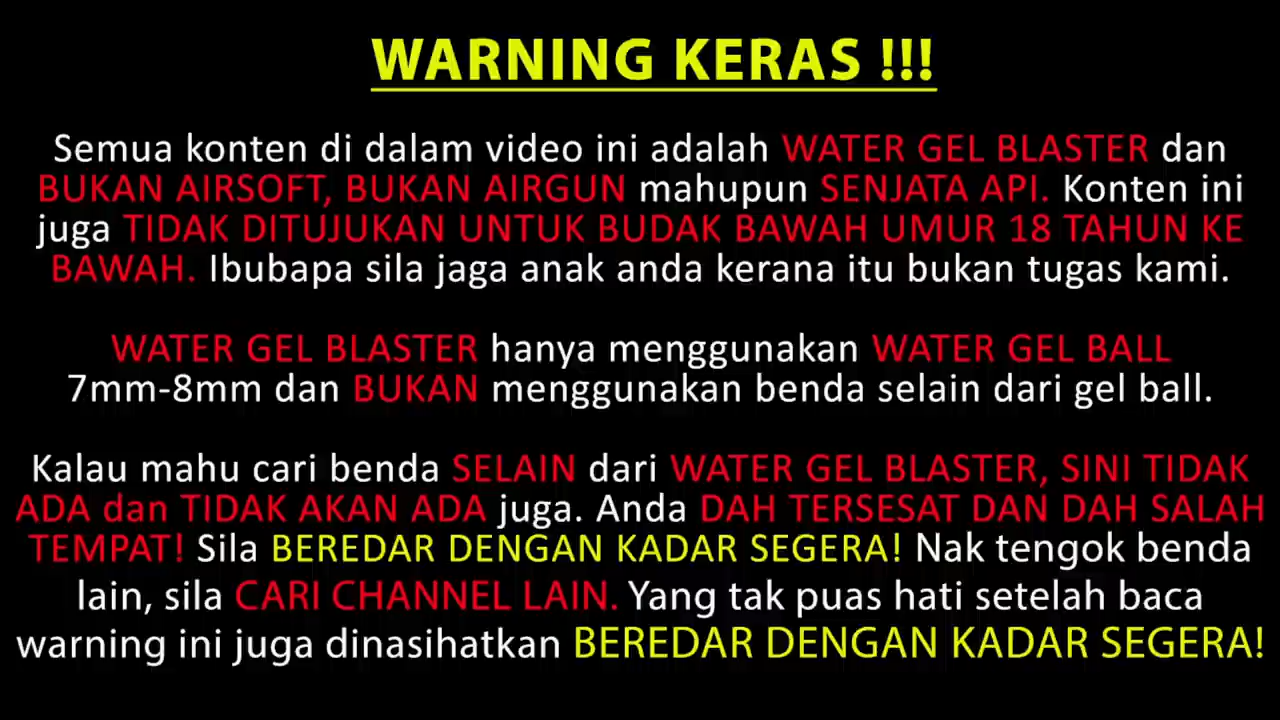 WARNING KERAS !!!
Semua konten di dalam video ini adalah WATER GEL BLASTER dan
BUKAN AIRSOFT, BUKAN AIRGUN mahupun SENJATA API. Konten ini
juga TIDAK DITUJUKAN UNTUK BUDAK BAWAH UMUR 18 TAHUN KE
BAWAH. Ibubapa sila jaga anak anda kerana itu bukan tugas kami.
WATER GEL BLASTER hanya menggunakan WATER GEL BALL
7mm-8mm dan BUKAN menggunakan benda selain dari gel ball.
Kalau mahu cari benda SELAIN dari WATER GEL BLASTER, SINI TIDAK
ADA dan TIDAK AKAN ADA juga. Anda DAH TERSESAT DAN DAH SALAH
TEMPAT! Sila BEREDAR DENGAN KADAR SEGERA! Nak tengok benda
lain, sila CARI CHANNEL LAIN. Yang tak puas hati setelah baca
warning ini juga dinasihatkan BEREDAR DENGAN KADAR SEGERA!